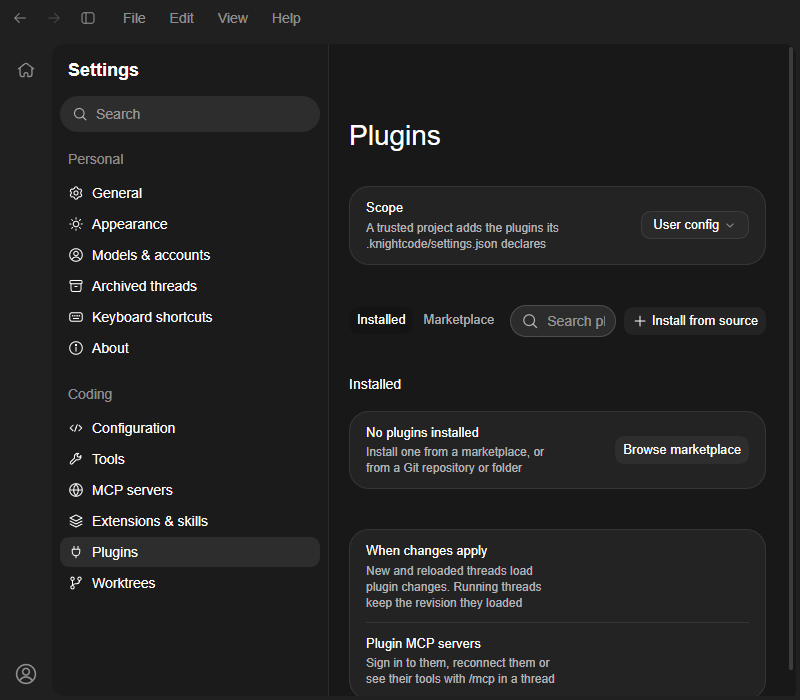 File Edit View Help
Settings
Search
Personal
General
Appearance
Models & accounts
Archived threads
Keyboard shortcuts
About
Coding
Configuration
Tools
MCP servers
Extensions & skills
Plugins
Worktrees
Plugins
Scope
A trusted project adds the plugins its
.knightcode/settings.json declares
User config
Installed Marketplace Search pl Install from source
Installed
No plugins installed
Install one from a marketplace, or
from a Git repository or folder
Browse marketplace
When changes apply
New and reloaded threads load
plugin changes. Running threads
keep the revision they loaded
Plugin MCP servers
Sign in to them, reconnect them or
see their tools with /mcp in a thread